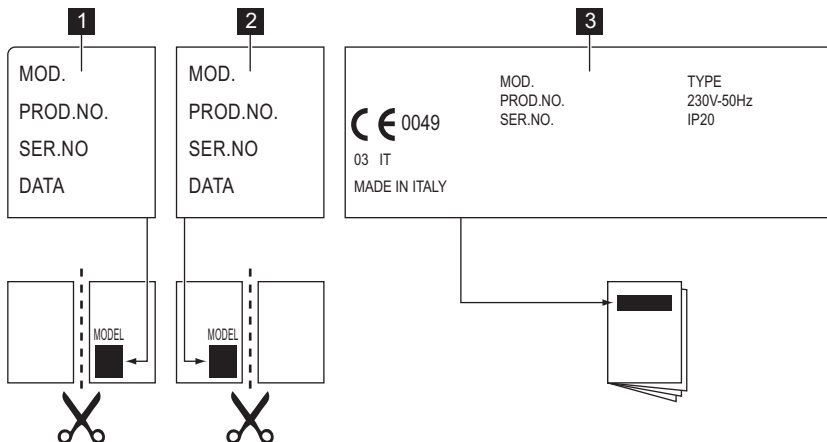 1
MOD.
PROD.NO.
SER.NO
DATA
2
MOD.
PROD.NO.
SER.NO
DATA
3
MOD.
PROD.NO.
SER.NO.
TYPE
230V-50Hz
IP20
CE 0049
03 IT
MADE IN ITALY
MODEL
MODEL